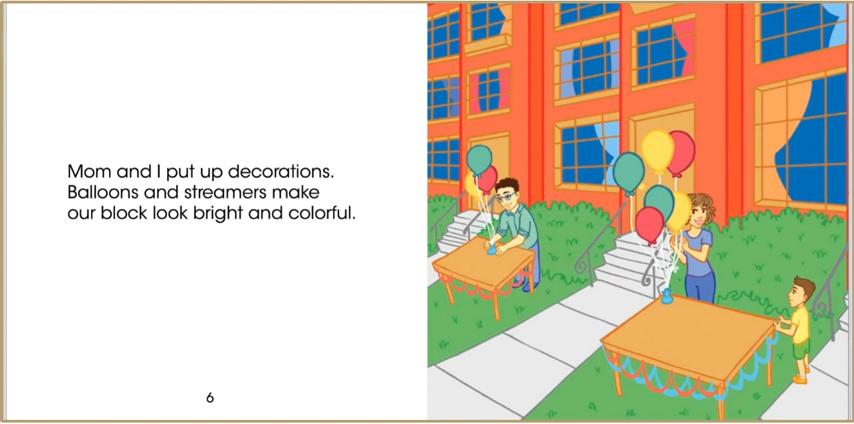 Mom and I put up decorations.
Balloons and streamers make
our block look bright and colorful.
6